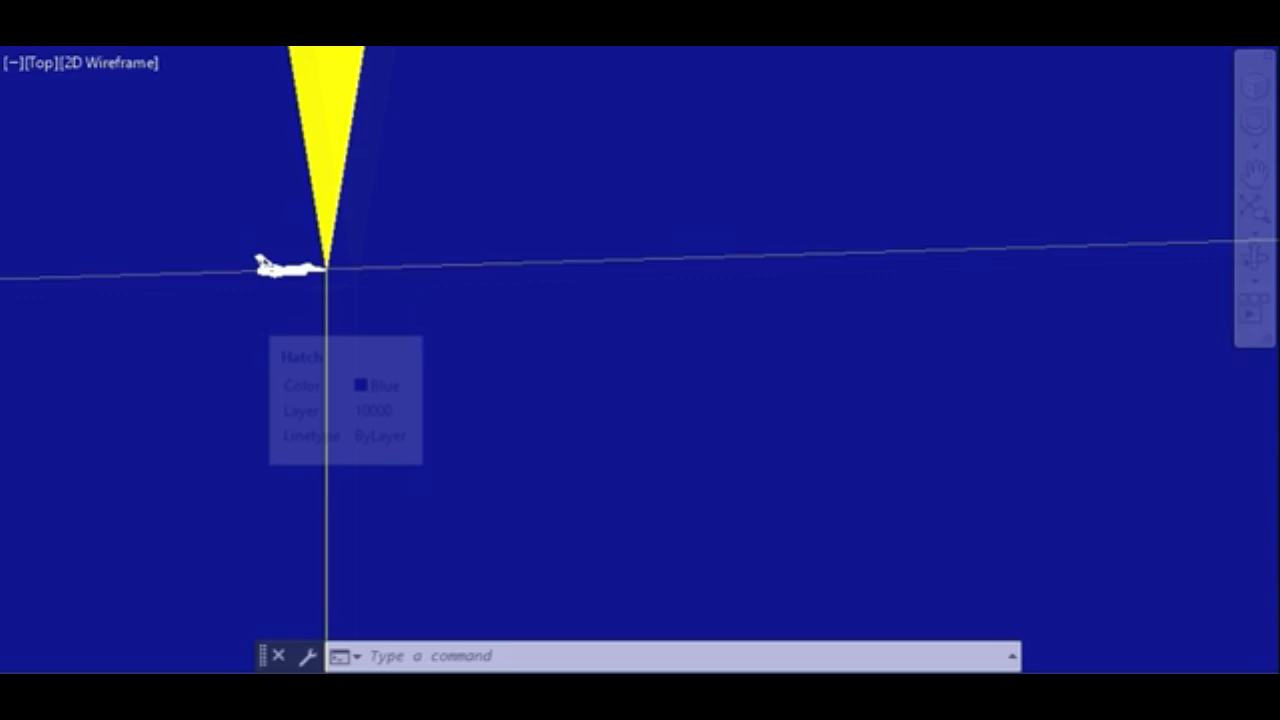 [−][Top][2D Wireframe]
Hatch
Color Blue
Layer 10000
Linetype ByLayer
Type a command